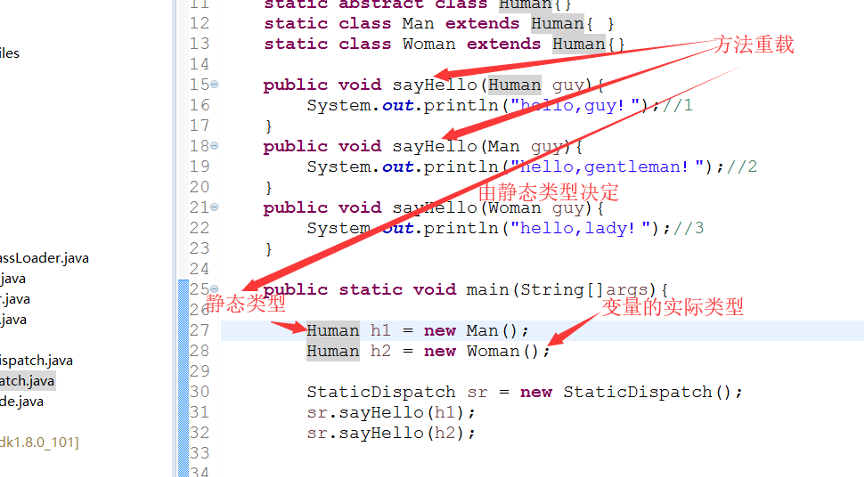 11 static abstract class Human{}
12 static class Man extends Human{ }
13 static class Woman extends Human{}
iles
14
方法重载
15 public void sayHello(Human guy){
16 System.out.println("hello,guy!");//1
17 }
18 public void sayHello(Man guy){
19 System.out.println("hello,gentleman!");//2
20 }
由静态类型决定
21 public void sayHello(Woman guy){
22 System.out.println("hello,lady!");//3
23 }
assLoader.java
24
.java
25 public static void main(String[]args){
r.java
静态类型
变量的实际类型
26
.java
27 Human h1 = new Man();
28 Human h2 = new Woman();
ispatch.java
29
atch.java
30 StaticDispatch sr = new StaticDispatch();
de.java
31 sr.sayHello(h1);
32 sr.sayHello(h2);
dk1.8.0_101]
33
34